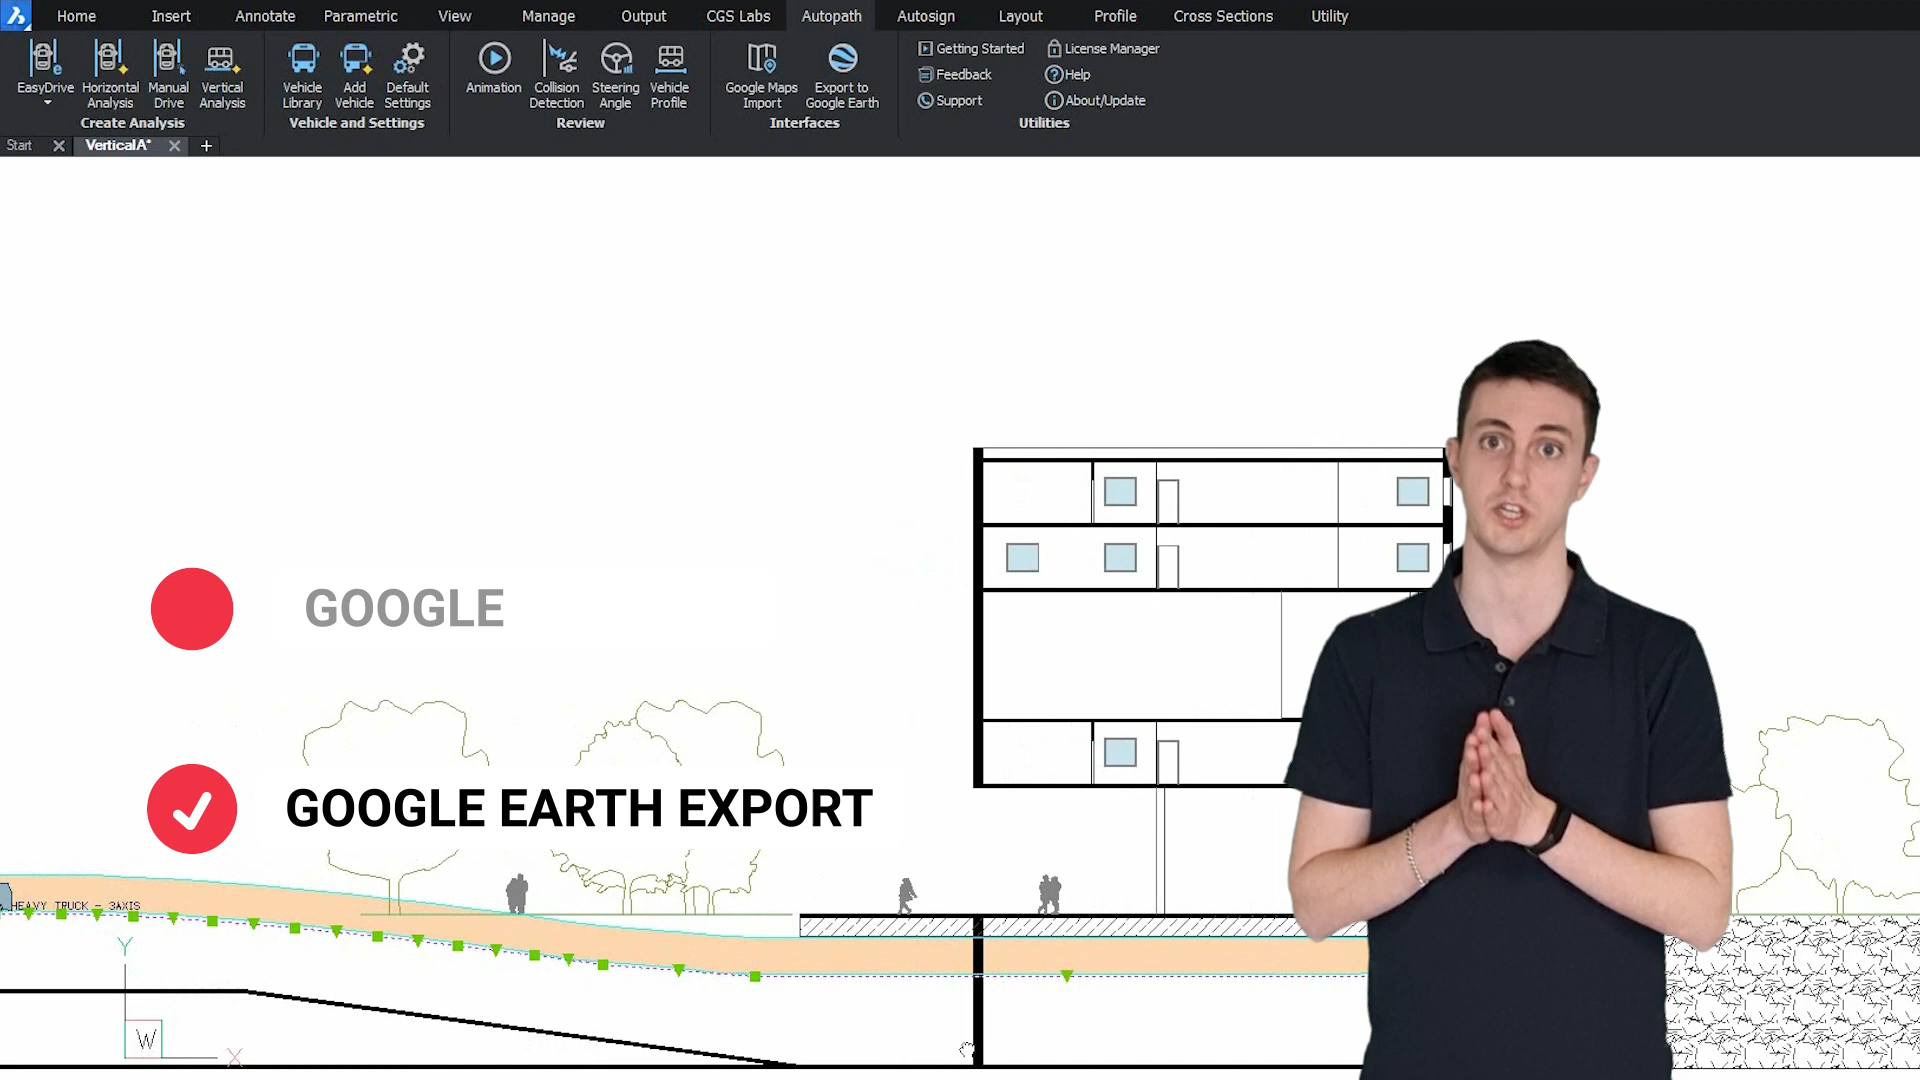 Home Insert Annotate Parametric View Manage Output CGS Labs Autopath Autosign Layout Profile Cross Sections Utility
EasyDrive
Horizontal
Analysis
Manual
Drive
Vertical
Analysis
Create Analysis
Vehicle
Library
Add
Vehicle
Default
Settings
Vehicle and Settings
Animation
Collision
Detection
Steering
Angle
Vehicle
Profile
Review
Google Maps
Import
Export to
Google Earth
Interfaces
Getting Started
Feedback
Support
License Manager
Help
About/Update
Utilities
Start VerticalA*
GOOGLE
GOOGLE EARTH EXPORT
HEAVY TRUCK - 3AXIS
Y
W
X